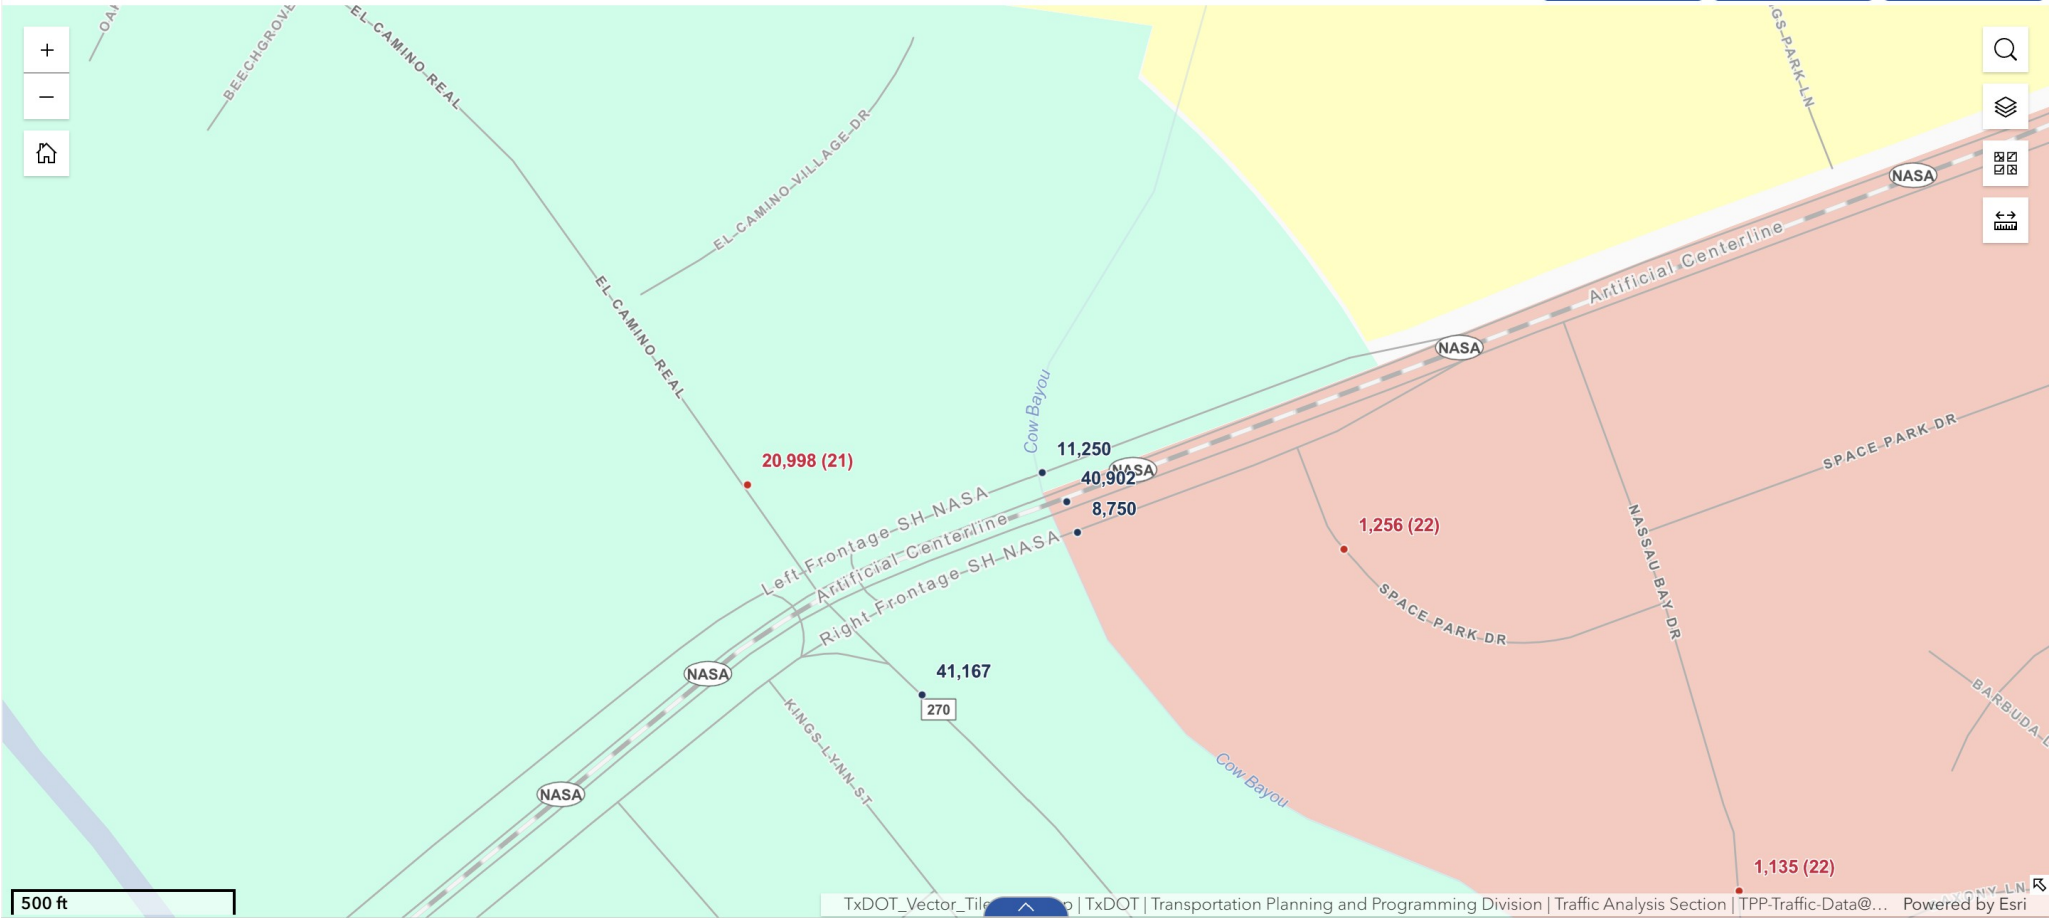 EL-CAMINO-REAL
BEECHGROVE
EL-CAMINO-VILLAGE-DR
EL-CAMINO-REAL
GS-PARK-LN
NASA
Artificial Centerline
NASA
Cow Bayou
11,250
NASA
40,902
8,750
20,998 (21)
Left-Frontage-SH-NASA
Artificial Centerline
Right-Frontage-SH-NASA
1,256 (22)
SPACE PARK DR
SPACE PARK DR
NASSAU-BAY-DR
NASA
41,167
270
KINGS-LYNN-ST
NASA
Cow Bayou
BARBUDA
1,135 (22)
500 ft
TxDOT_Vector_Tile p | TxDOT | Transportation Planning and Programming Division | Traffic Analysis Section | TPP-Traffic-Data@… Powered by Esri